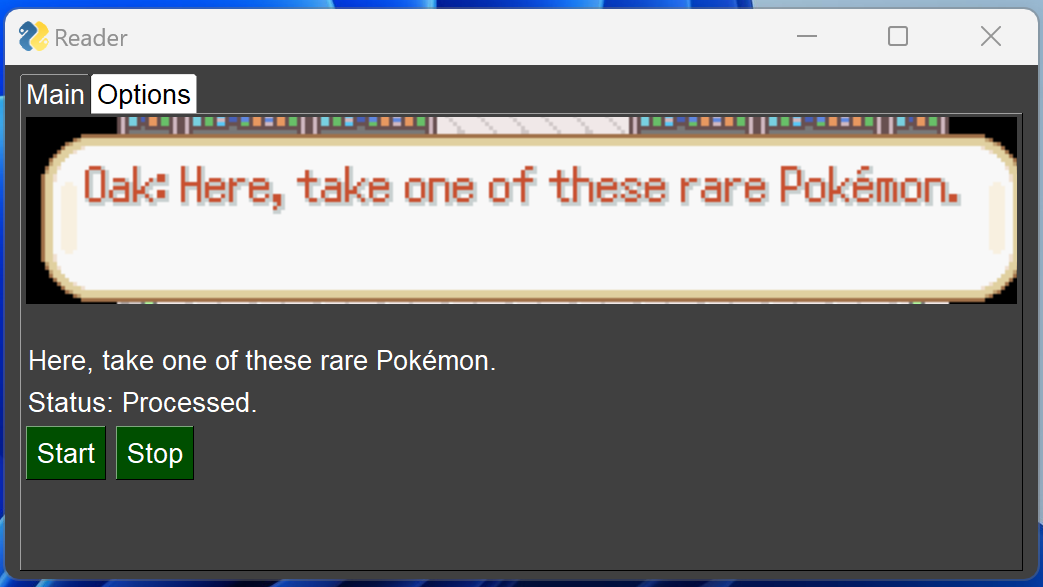 Reader
Main Options
Oak: Here, take one of these rare Pokémon.
Here, take one of these rare Pokémon.
Status: Processed.
Start Stop